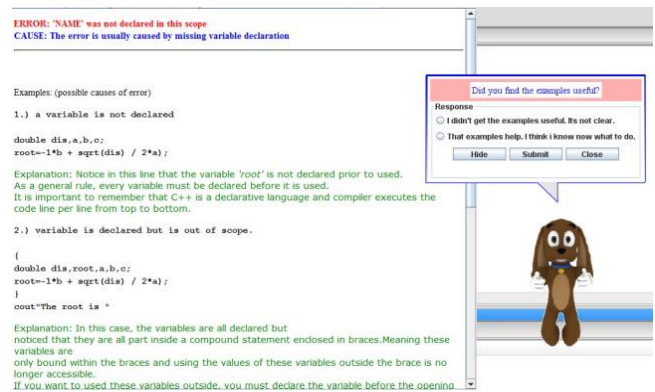 ERROR: 'NAME' was not declared in this scope
CAUSE: The error is usually caused by missing variable declaration
Examples: (possible causes of error)
1.) a variable is not declared
double dis,a,b,c;
root=-1*b + sqrt(dis) / 2*a);
Explanation: Notice in this line that the variable 'root' is not declared prior to used.
As a general rule, every variable must be declared before it is used.
It is important to remember that C++ is a declarative language and compiler executes the
code line per line from top to bottom.
2.) variable is declared but is out of scope.
{
double dis,root,a,b,c;
root=-1*b + sqrt(dis) / 2*a);
}
cout"The root is "
Explanation: In this case, the variables are all declared but
noticed that they are all part inside a compound statement enclosed in braces.Meaning these
variables are
only bound within the braces and using the values of these variables outside the brace is no
longer accessible.
If you want to used these variables outside, you must declare the variable before the opening
Did you find the examples useful?
Response
I didn't get the examples useful. Its not clear.
That examples help. I think i know now what to do.
Hide Submit Close